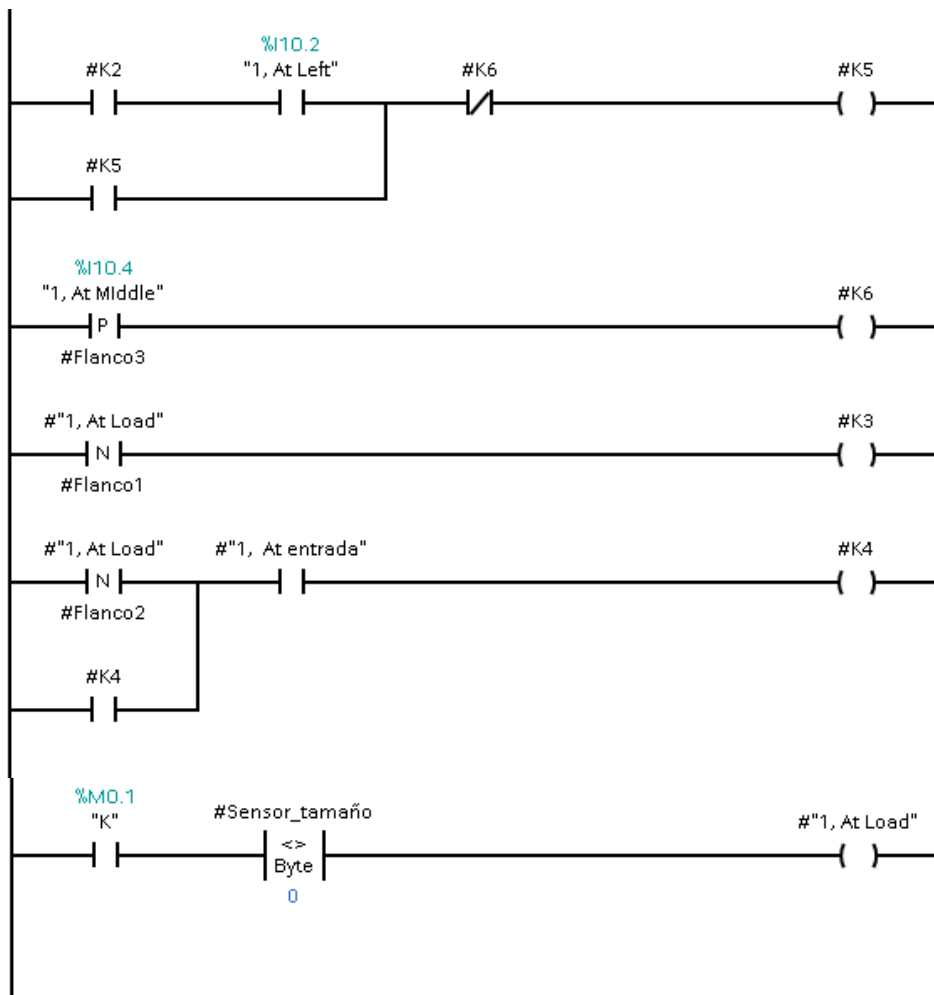 %I10.2
#K2 "1, At Left" #K6 #K5
#K5
%I10.4
"1, At MIddle" #K6
P
#Flanco3
#"1, At Load" #K3
N
#Flanco1
#"1, At Load" #"1,  At entrada" #K4
N
#Flanco2
#K4
%M0.1
"K" #Sensor_tamaño #"1, At Load"
<>
Byte
0